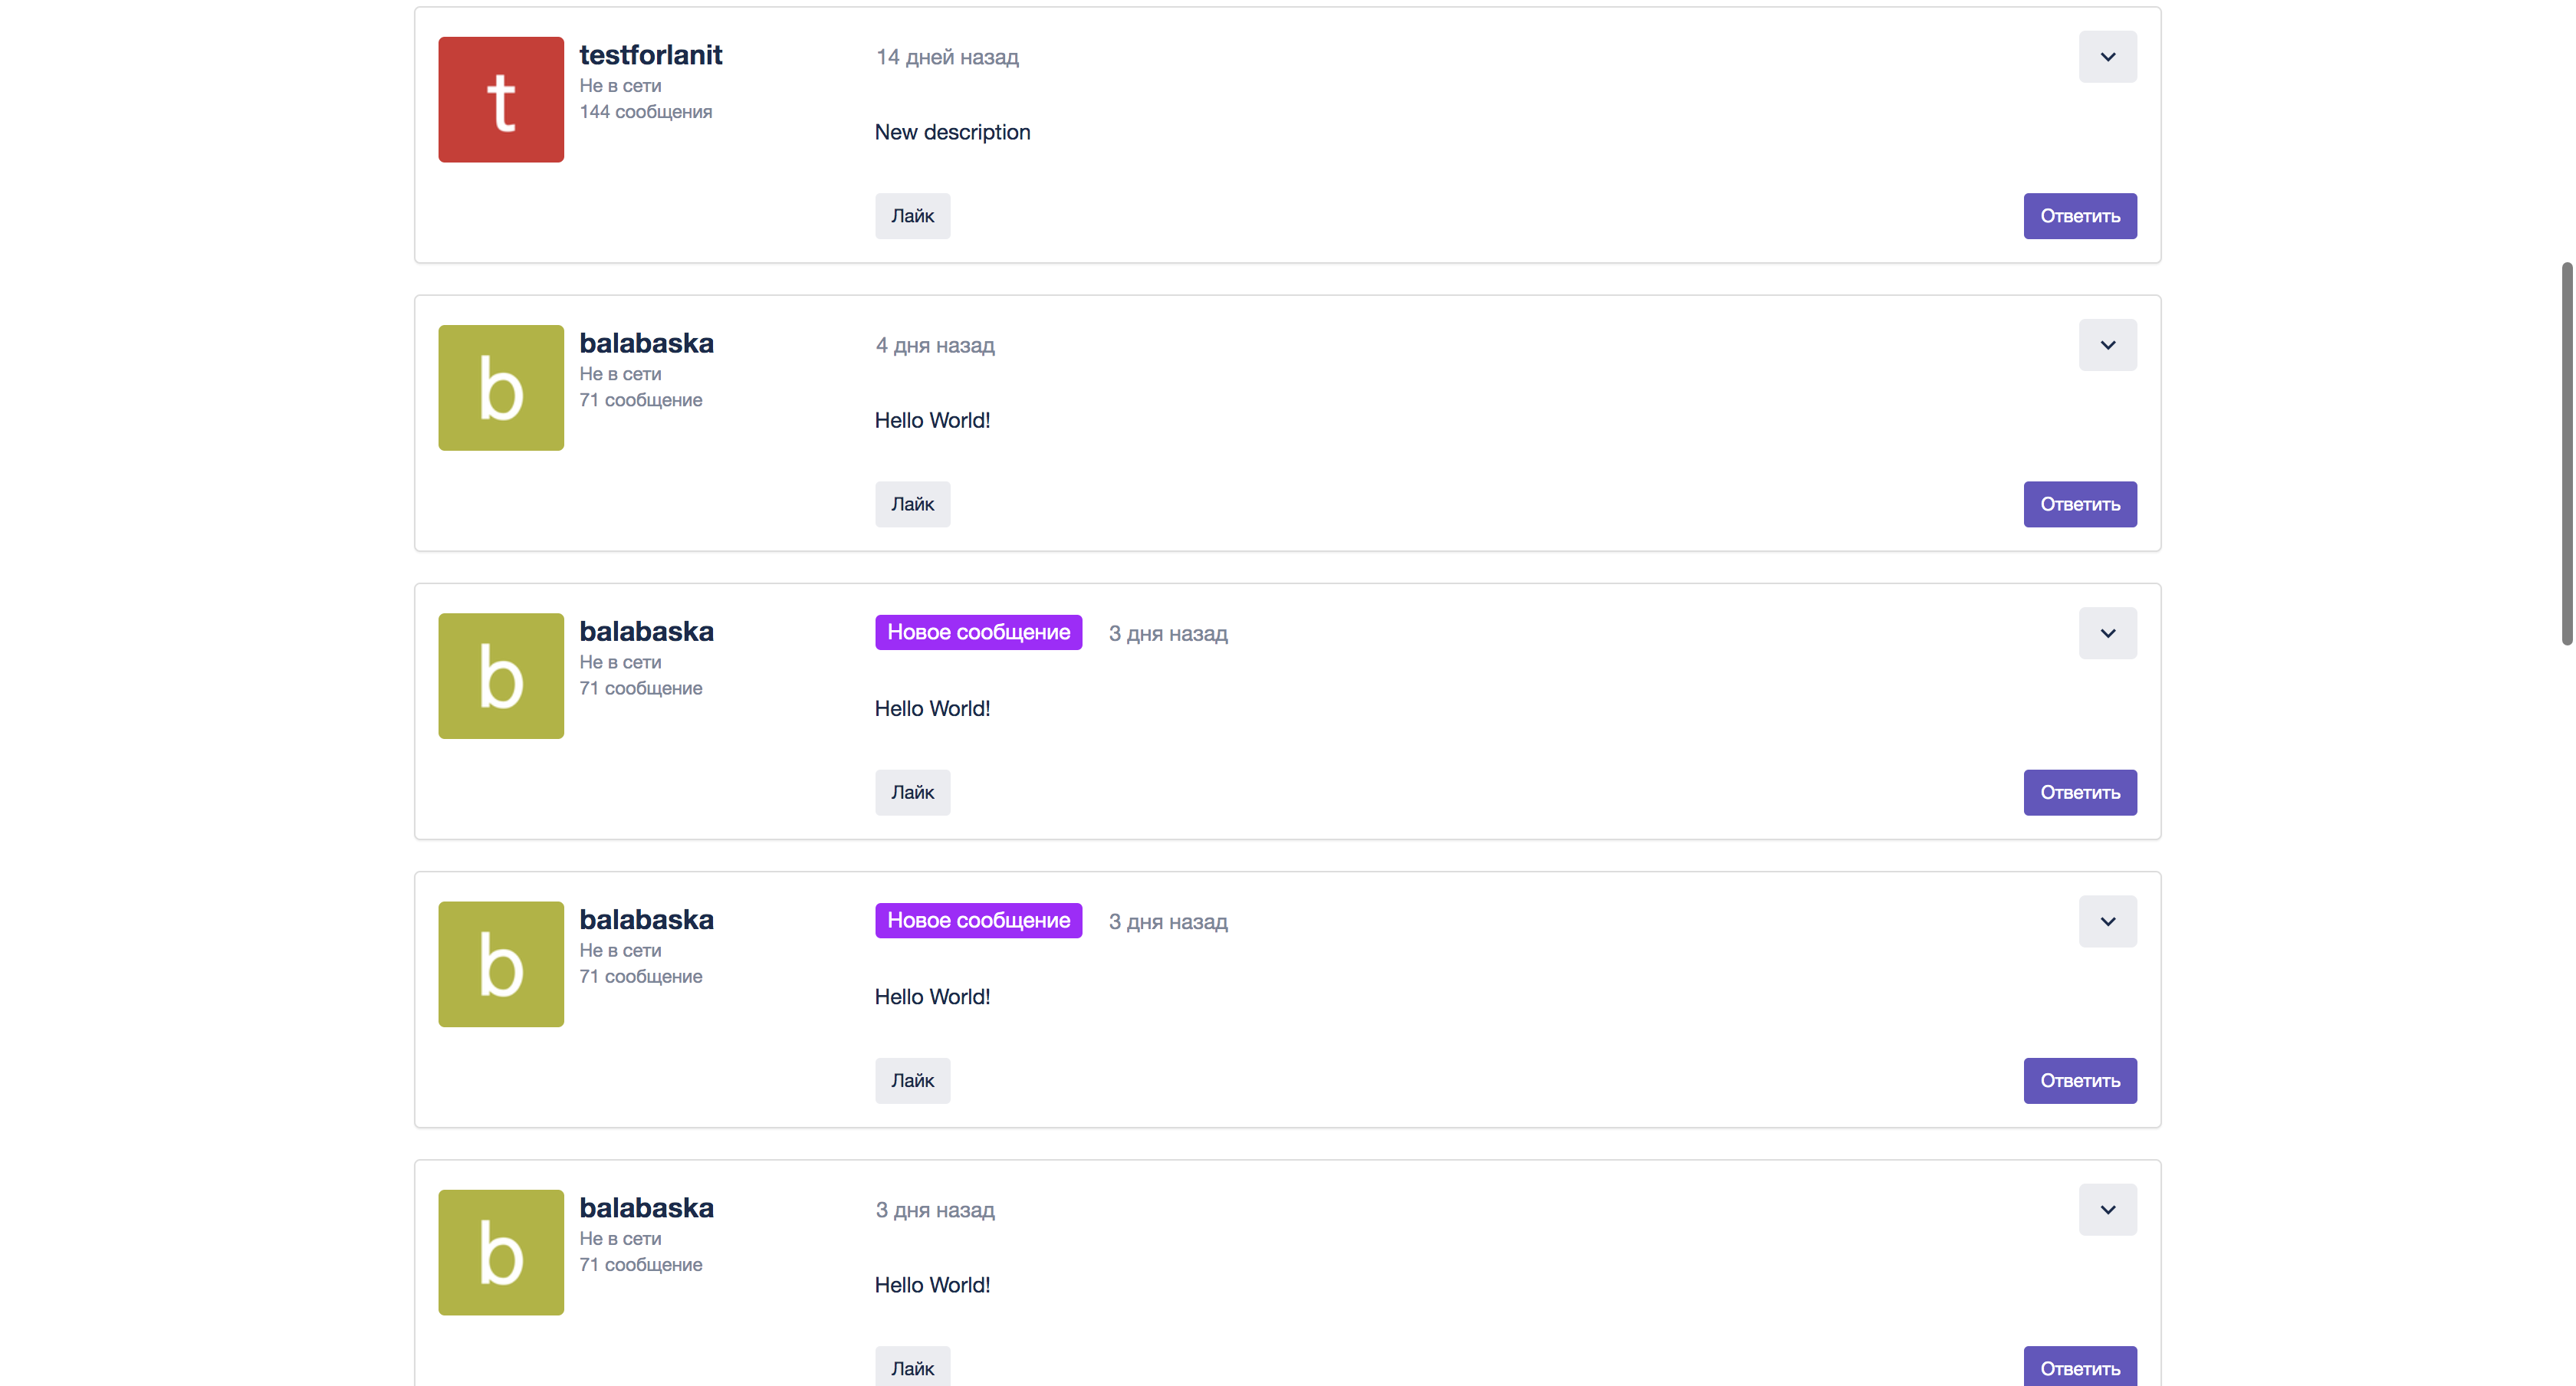 t
testforlanit
Не в сети
144 сообщения
14 дней назад
New description
Лайк
Ответить
b
balabaska
Не в сети
71 сообщение
4 дня назад
Hello World!
Лайк
Ответить
b
balabaska
Не в сети
71 сообщение
Новое сообщение 3 дня назад
Hello World!
Лайк
Ответить
b
balabaska
Не в сети
71 сообщение
Новое сообщение 3 дня назад
Hello World!
Лайк
Ответить
b
balabaska
Не в сети
71 сообщение
3 дня назад
Hello World!
Лайк
Ответить